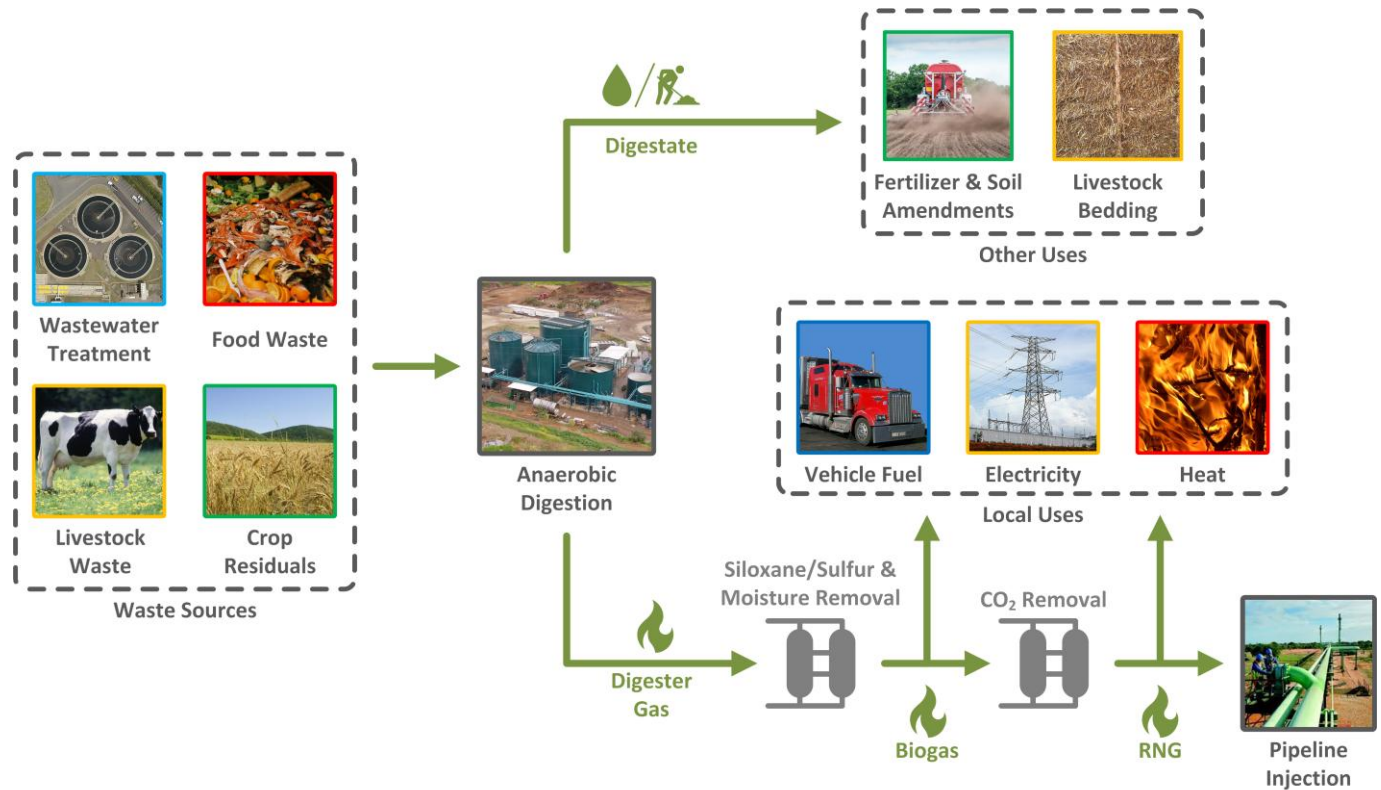 Digestate
Fertilizer & Soil
Amendments
Livestock
Bedding
Other Uses
Wastewater
Treatment
Food Waste
Livestock
Waste
Crop
Residuals
Waste Sources
Anaerobic
Digestion
Vehicle Fuel
Electricity
Heat
Local Uses
Digester
Gas
Siloxane/Sulfur &
Moisture Removal
Biogas
CO₂ Removal
RNG
Pipeline
Injection